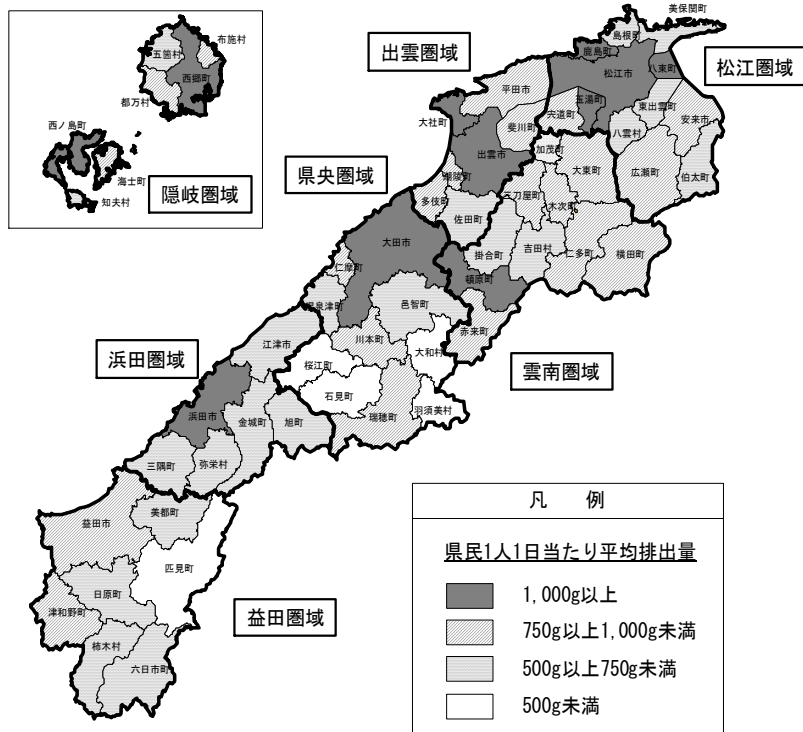 美保関町
島根町
鹿島町
松江市
八束町
松江圏域
出雲圏域
布施村
五箇村
西郷町
都万村
西ノ島町
海士町
知夫村
隠岐圏域
平田市
大社町
斐川町
宍道町
玉湯町
東出雲町
安来市
八雲村
広瀬町
伯太町
出雲市
湖陵町
多伎町
佐田町
加茂町
大東町
三刀屋町
木次町
掛合町
吉田村
仁多町
横田町
頓原町
赤来町
雲南圏域
県央圏域
大田市
仁摩町
温泉津町
邑智町
川本町
大和村
桜江町
石見町
瑞穂町
羽須美村
浜田圏域
江津市
浜田市
金城町
旭町
三隅町
弥栄村
益田市
美都町
匹見町
日原町
津和野町
柿木村
六日市町
益田圏域
凡 例
県民1人1日当たり平均排出量
1,000g以上
750g以上1,000g未満
500g以上750g未満
500g未満